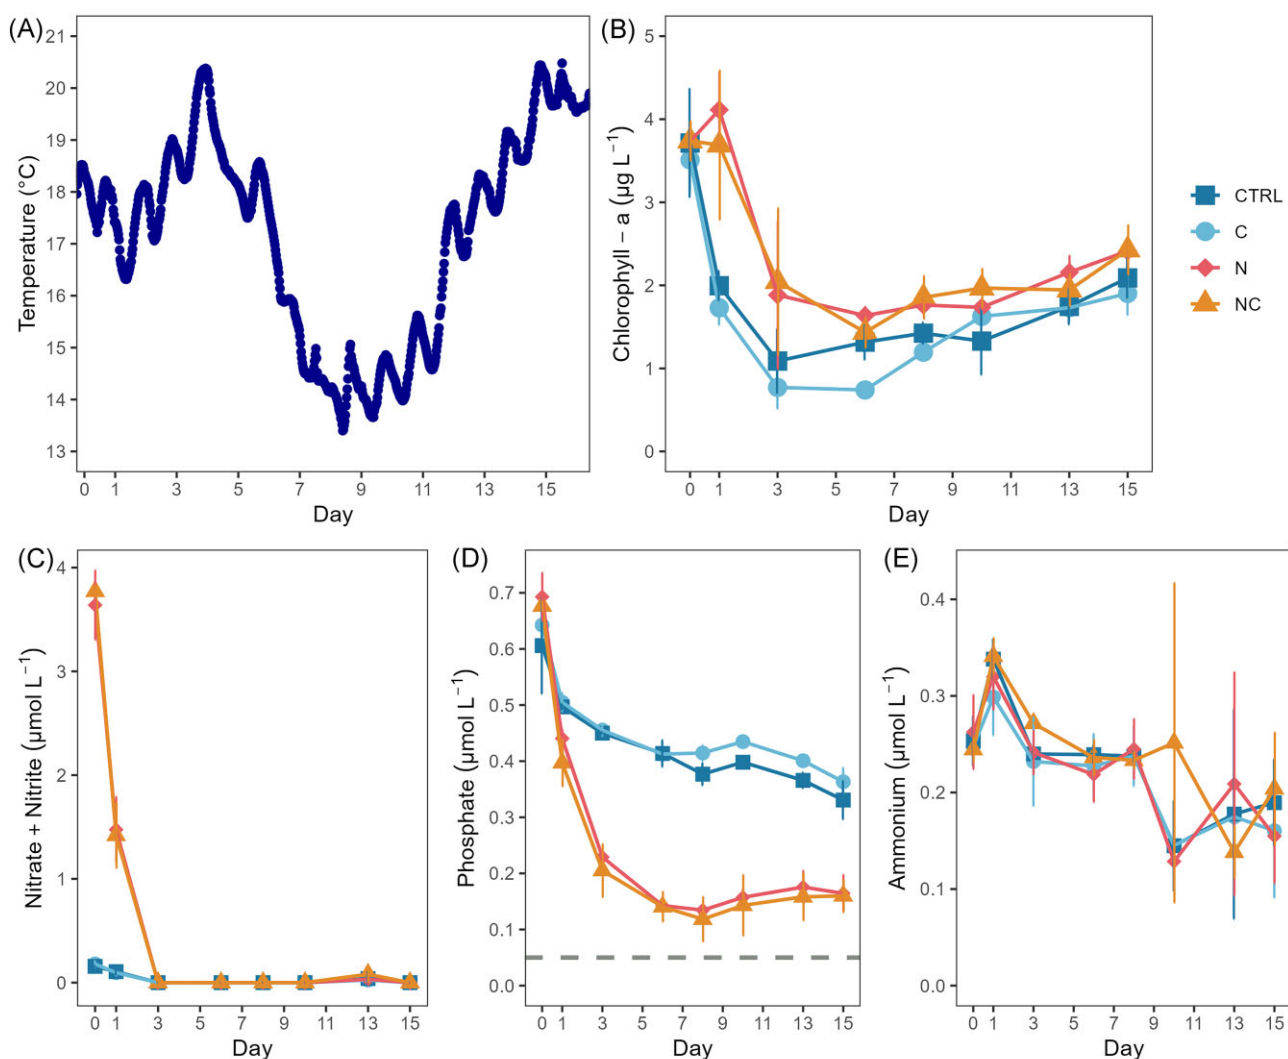 (A)
Temperature (°C)
21
20
19
18
17
16
15
14
13
0 1 3 5 7 9 11 13 15
Day
(B)
Chlorophyll – a (µg L⁻¹)
5
4
3
2
1
0
0 1 3 5 7 9 11 13 15
Day
CTRL
C
N
NC
(C)
Nitrate + Nitrite (µmol L⁻¹)
4
3
2
1
0
0 1 3 5 7 9 11 13 15
Day
(D)
Phosphate (µmol L⁻¹)
0.7
0.6
0.5
0.4
0.3
0.2
0.1
0.0
0 1 3 5 7 9 11 13 15
Day
(E)
Ammonium (µmol L⁻¹)
0.4
0.3
0.2
0.1
0.0
0 1 3 5 7 9 11 13 15
Day